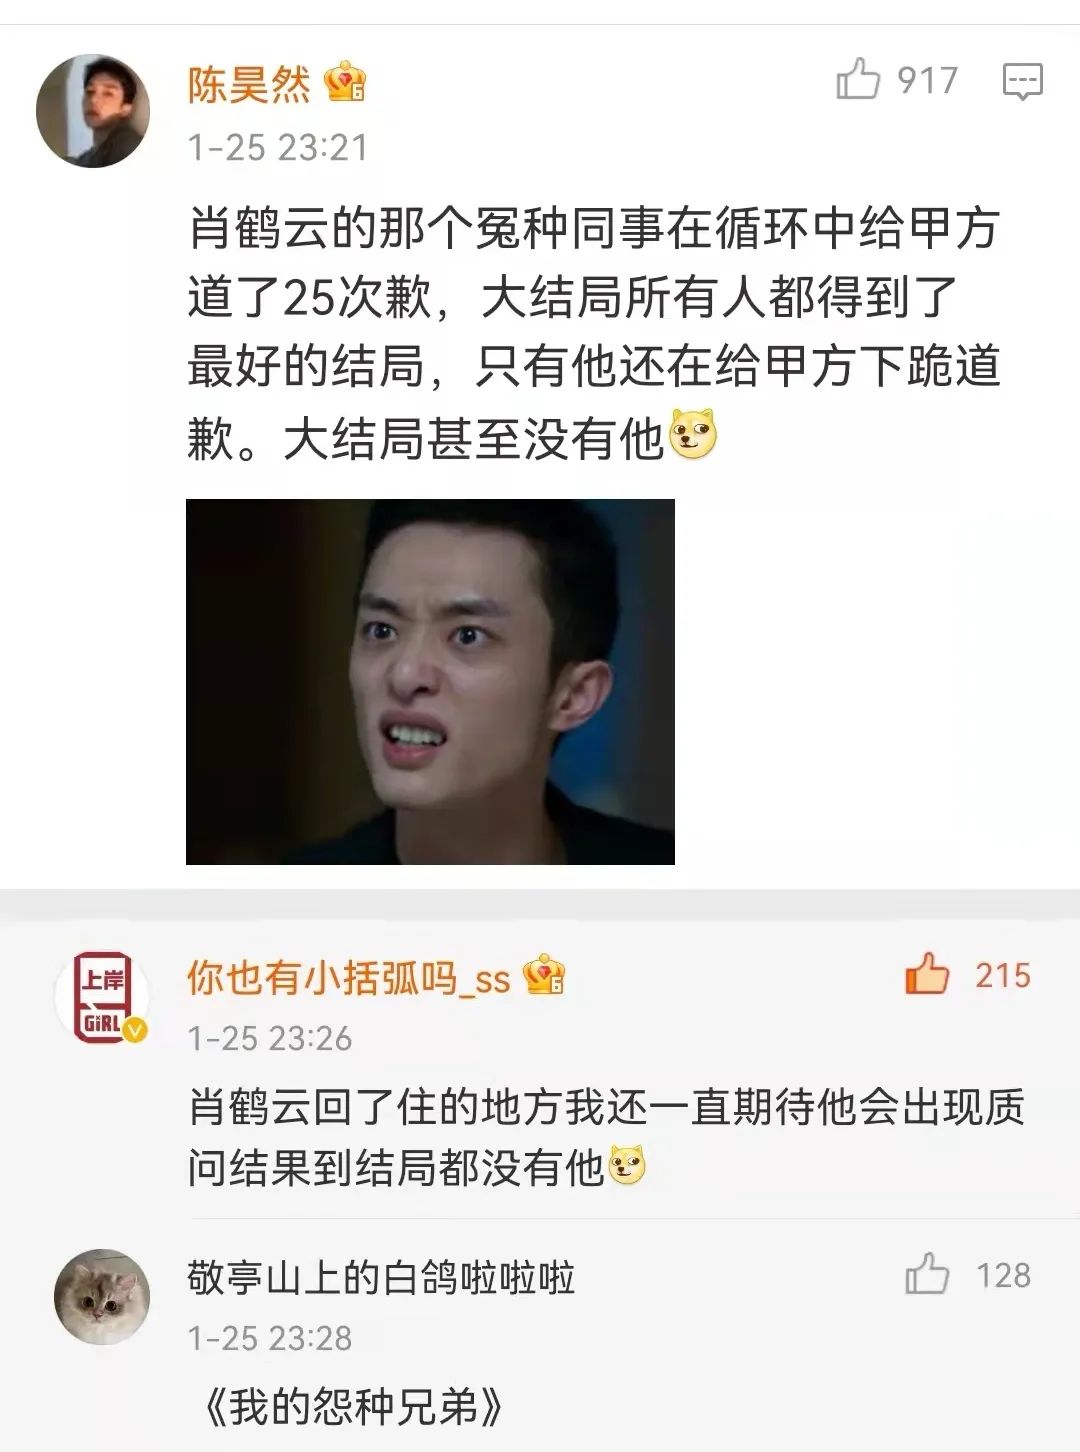 陈昊然
6
917
1-25 23:21
肖鹤云的那个冤种同事在循环中给甲方
道了25次歉，大结局所有人都得到了
最好的结局，只有他还在给甲方下跪道
歉。大结局甚至没有他
上岸
GiRL
V
你也有小括弧吗_ss
6
215
1-25 23:26
肖鹤云回了住的地方我还一直期待他会出现质
问结果到结局都没有他
敬亭山上的白鸽啦啦啦
128
1-25 23:28
《我的怨种兄弟》